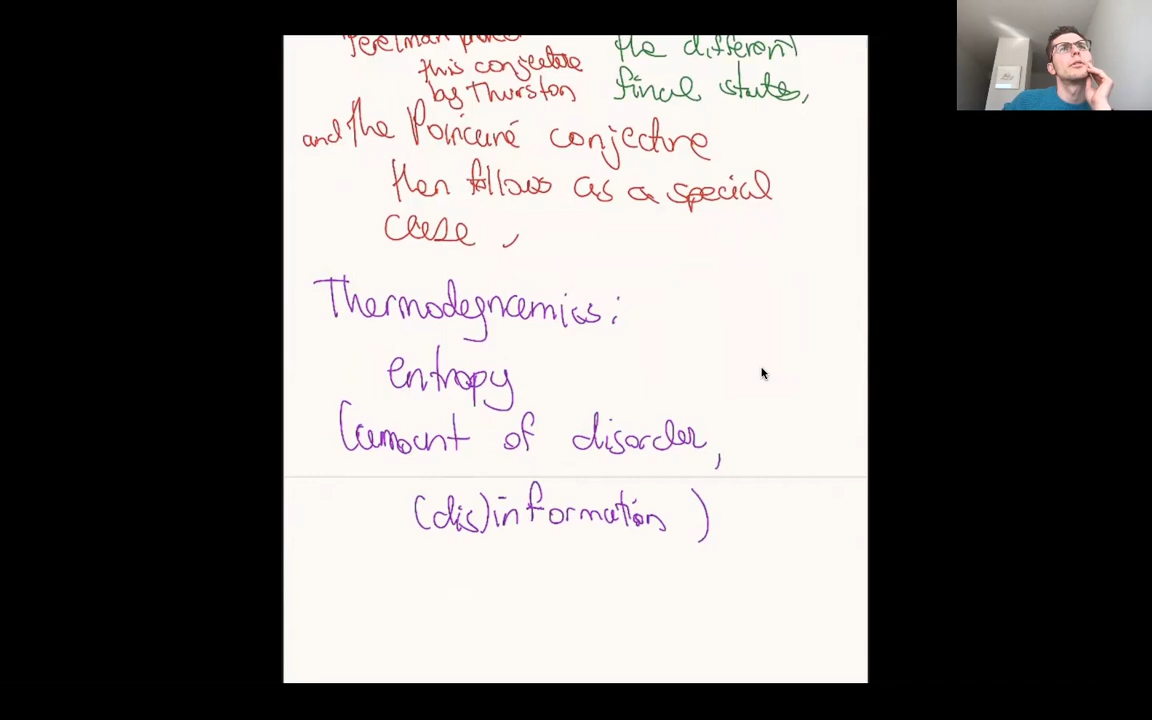 Perelman
this conjecture
by Thurston
the different
final states,
and the Poincaré conjecture
then follows as a special
case,
Thermodynamics:
entropy
(amount of disorder,
(dis)information)